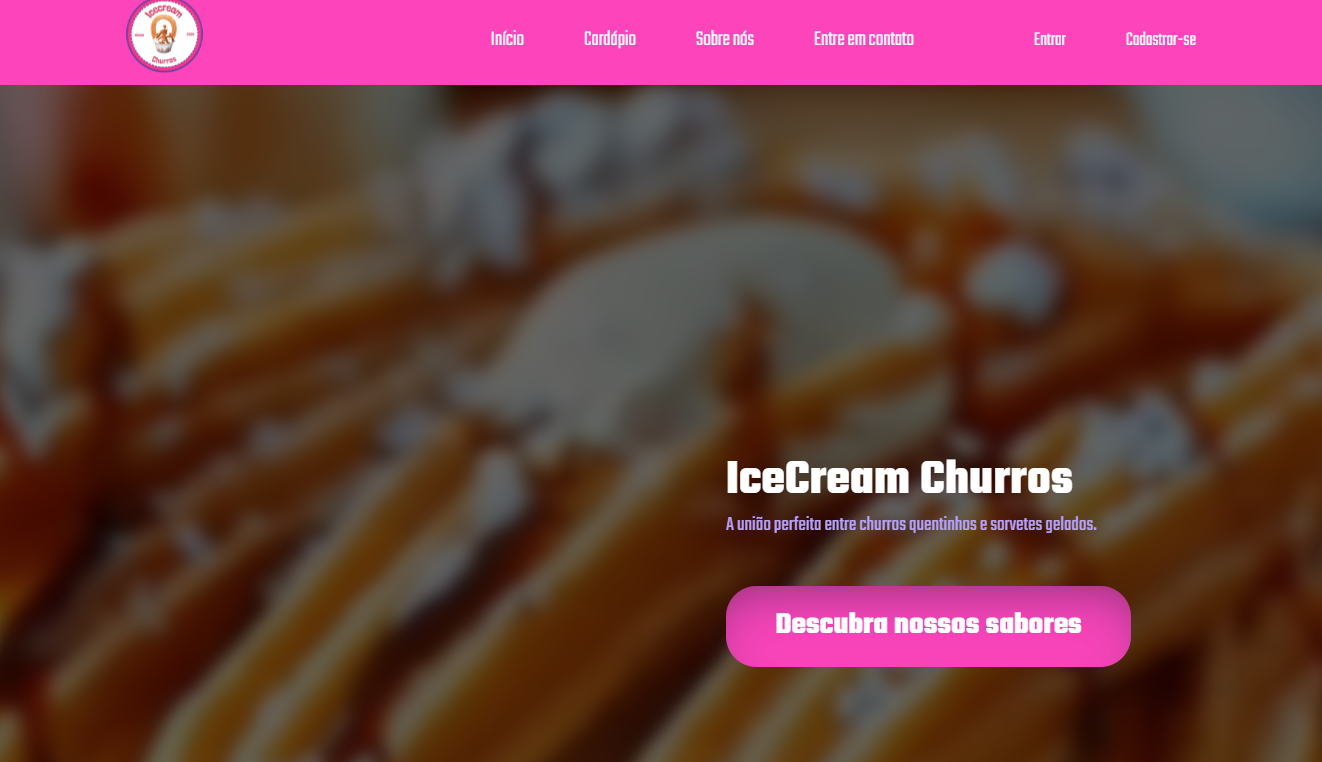 Icecream
Churros
Início
Cardápio
Sobre nós
Entre em contato
Entrar
Cadastrar-se
IceCream Churros
A união perfeita entre churros quentinhos e sorvetes gelados.
Descubra nossos sabores